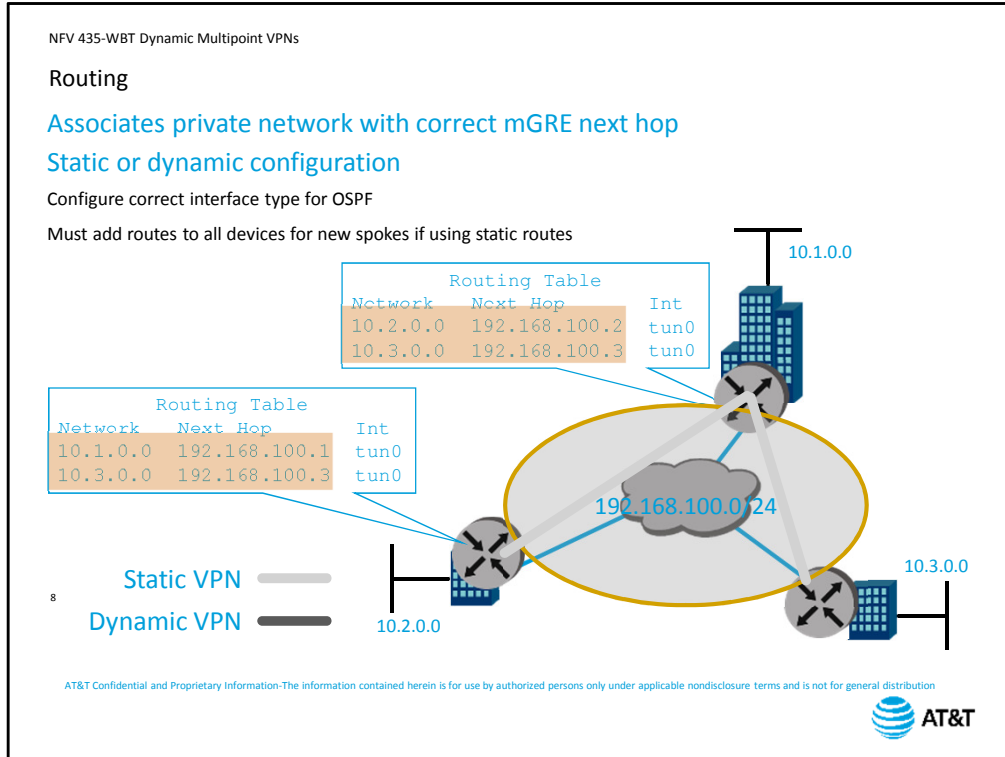 NFV 435-WBT Dynamic Multipoint VPNs
Routing
Associates private network with correct mGRE next hop
Static or dynamic configuration
Configure correct interface type for OSPF
Must add routes to all devices for new spokes if using static routes
10.1.0.0
Routing Table
Network Next Hop Int
10.2.0.0 192.168.100.2 tun0
10.3.0.0 192.168.100.3 tun0
Routing Table
Network Next Hop Int
10.1.0.0 192.168.100.1 tun0
10.3.0.0 192.168.100.3 tun0
192.168.100.0/24
10.3.0.0
Static VPN
8
Dynamic VPN
10.2.0.0
AT&T Confidential and Proprietary Information-The information contained herein is for use by authorized persons only under applicable nondisclosure terms and is not for general distribution
AT&T